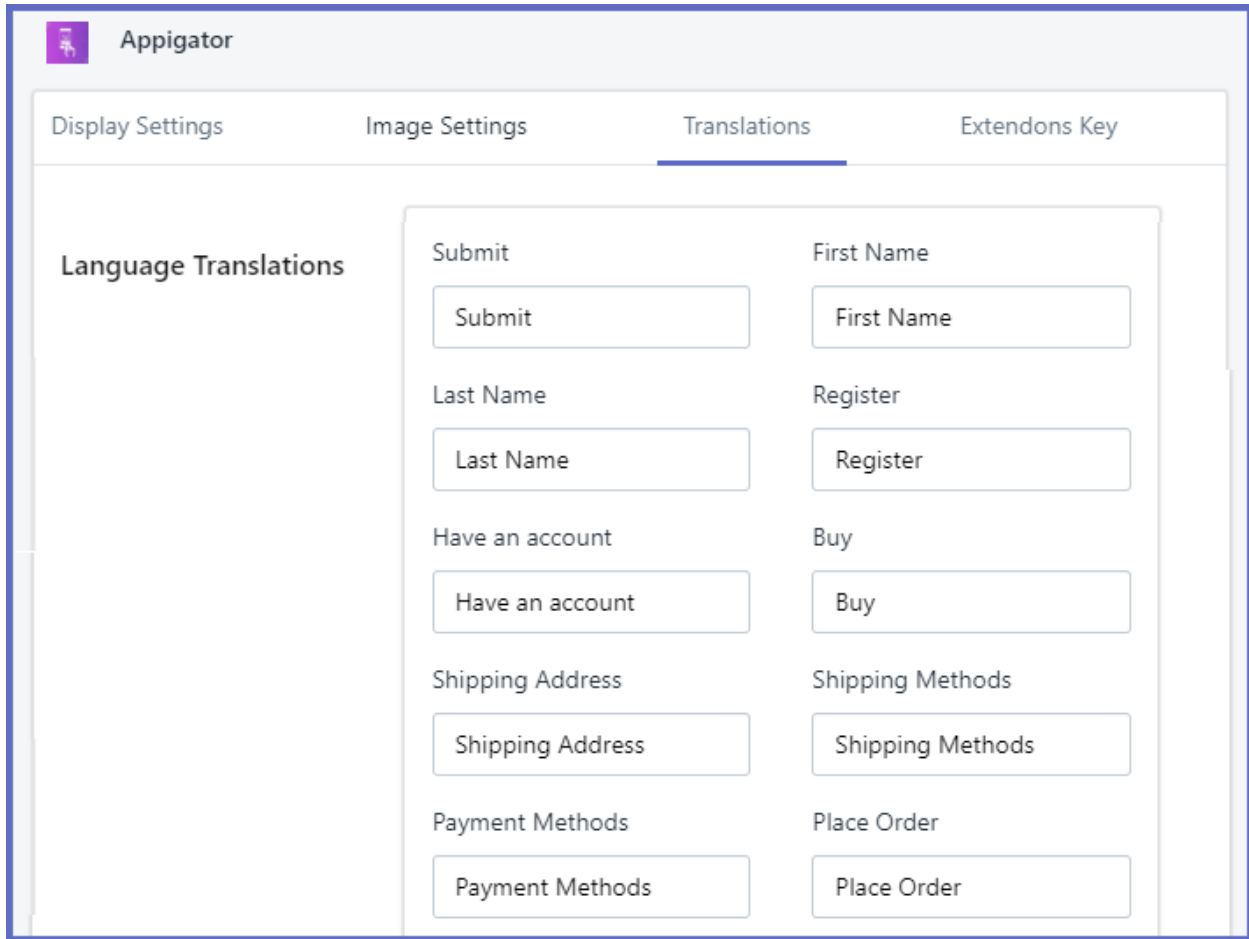 Appigator
Display Settings Image Settings Translations Extendons Key
Language Translations
Submit First Name
Submit First Name
Last Name Register
Last Name Register
Have an account Buy
Have an account Buy
Shipping Address Shipping Methods
Shipping Address Shipping Methods
Payment Methods Place Order
Payment Methods Place Order